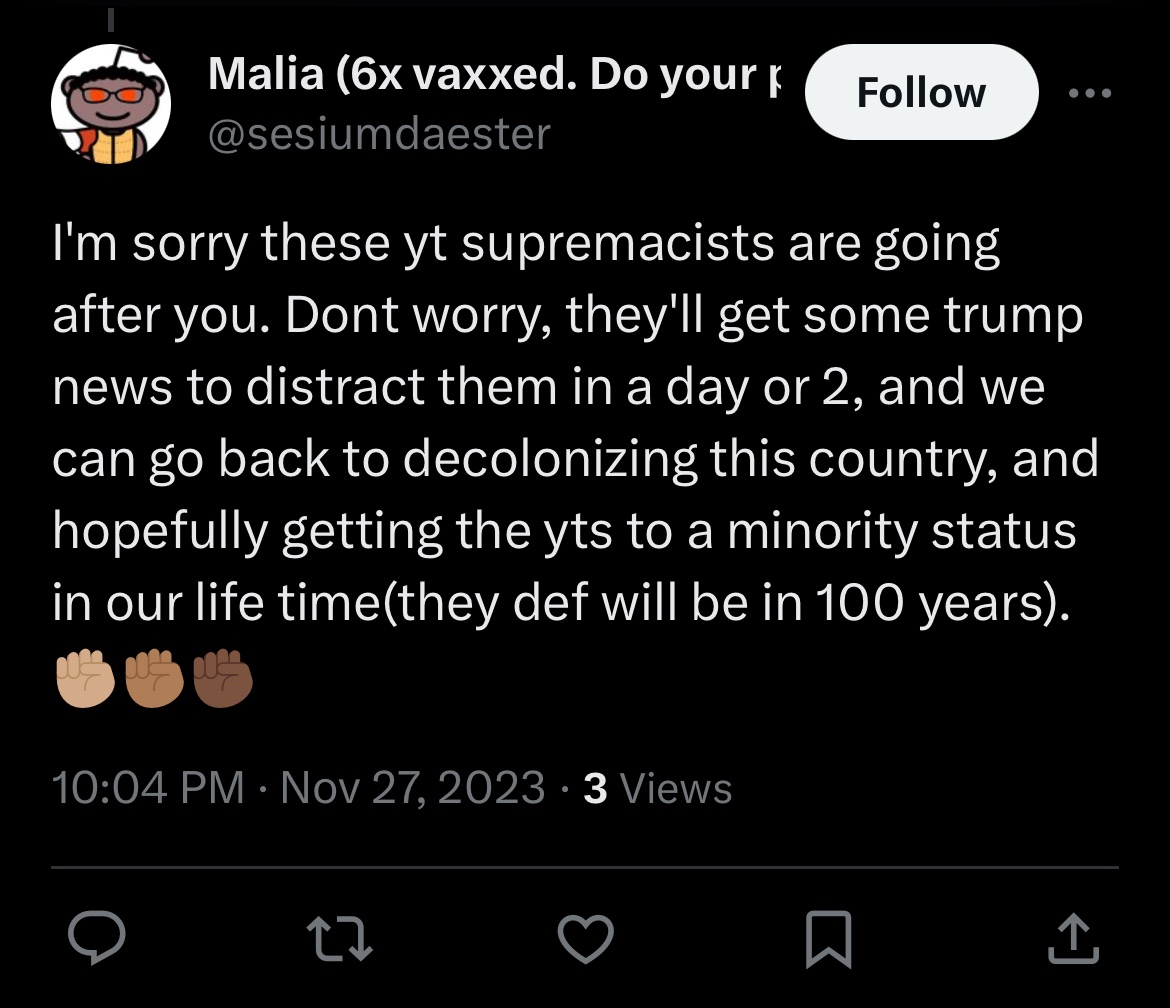 Malia (6x vaxxed. Do your
Follow
@sesiumdaester
I'm sorry these yt supremacists are going
after you. Dont worry, they'll get some trump
news to distract them in a day or 2, and we
can go back to decolonizing this country, and
hopefully getting the yts to a minority status
in our life time(they def will be in 100 years).
✊🏼✊🏽✊🏾
10:04 PM · Nov 27, 2023 · 3 Views